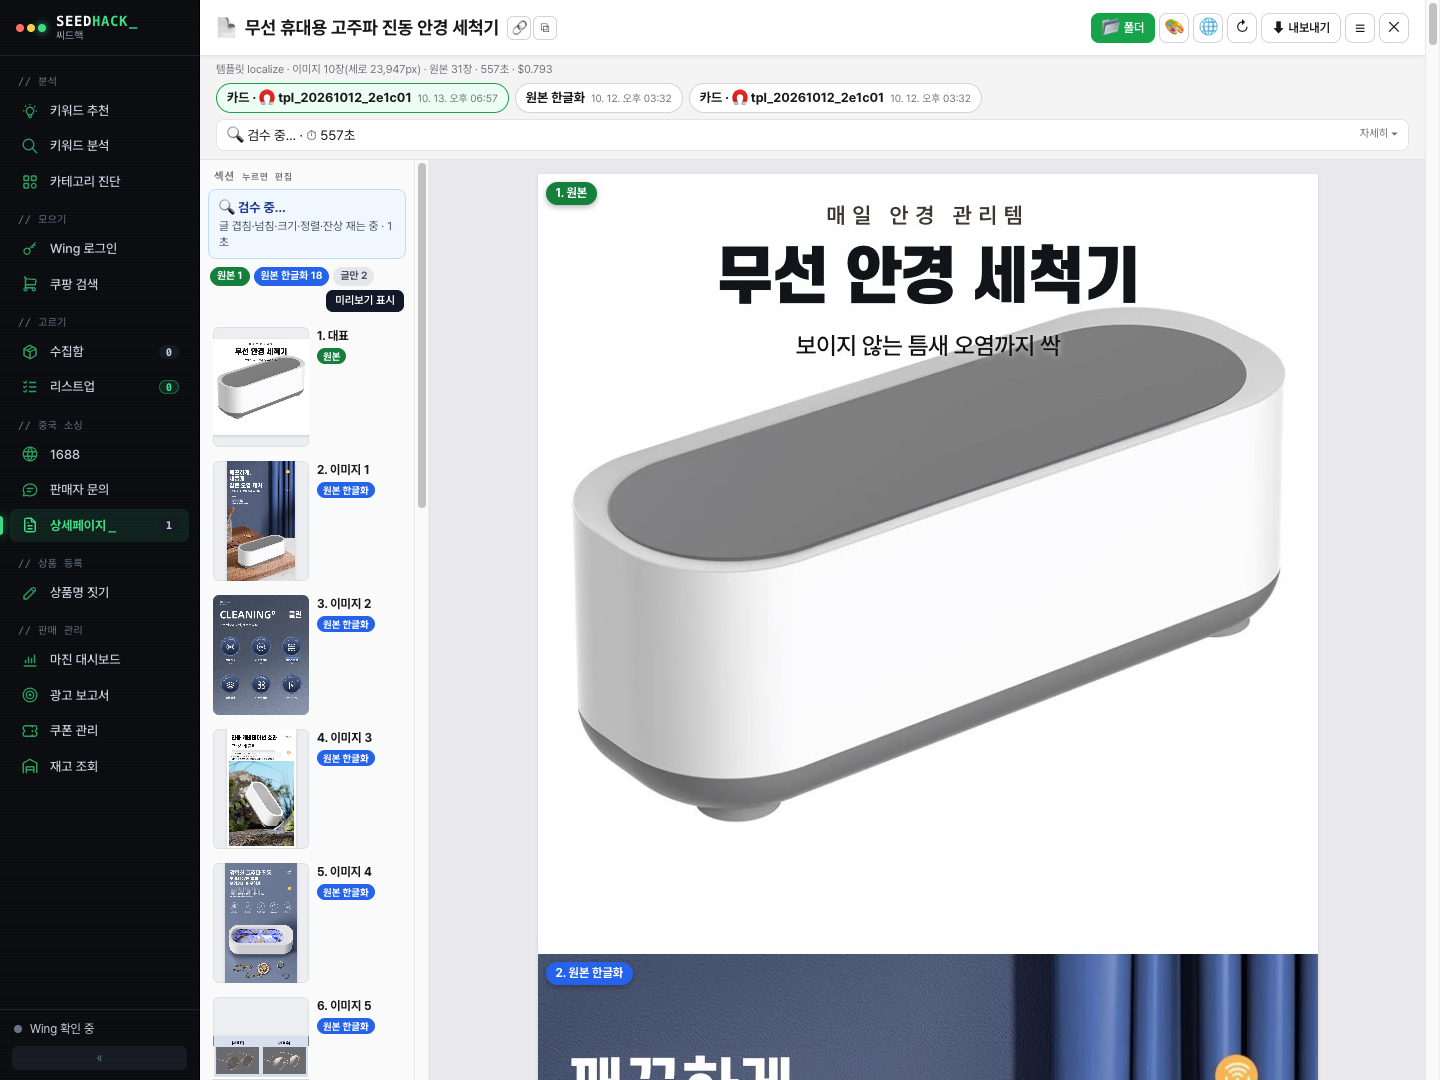 SEEDHACK_
씨드핵
// 분석
키워드 추천
키워드 분석
카테고리 진단
// 모으기
Wing 로그인
쿠팡 검색
// 고르기
수집함 0
리스트업 0
// 중국 소싱
1688
판매자 문의
상세페이지_ 1
// 상품 등록
상품명 짓기
// 판매 관리
마진 대시보드
광고 보고서
쿠폰 관리
재고 조회
Wing 확인 중
«
무선 휴대용 고주파 진동 안경 세척기
폴더
내보내기
템플릿 localize · 이미지 10장(세로 23,947px) · 원본 31장 · 557초 · $0.793
카드 · tpl_20261012_2e1c01 10. 13. 오후 06:57
원본 한글화 10. 12. 오후 03:32
카드 · tpl_20261012_2e1c01 10. 12. 오후 03:32
검수 중... · 557초
자세히
섹션 누르면 편집
검수 중...
글 겹침·넘침·크기·정렬·잔상 재는 중 · 1
초
원본 1 원본 한글화 18 글만 2
미리보기 표시
1. 대표
원본
무선 안경 세척기
2. 이미지 1
원본 한글화
3. 이미지 2
원본 한글화
CLEANING°
클린
4. 이미지 3
원본 한글화
5. 이미지 4
원본 한글화
6. 이미지 5
원본 한글화
1. 원본
매일 안경 관리템
무선 안경 세척기
보이지 않는 틈새 오염까지 싹
2. 원본 한글화
깨끗하게